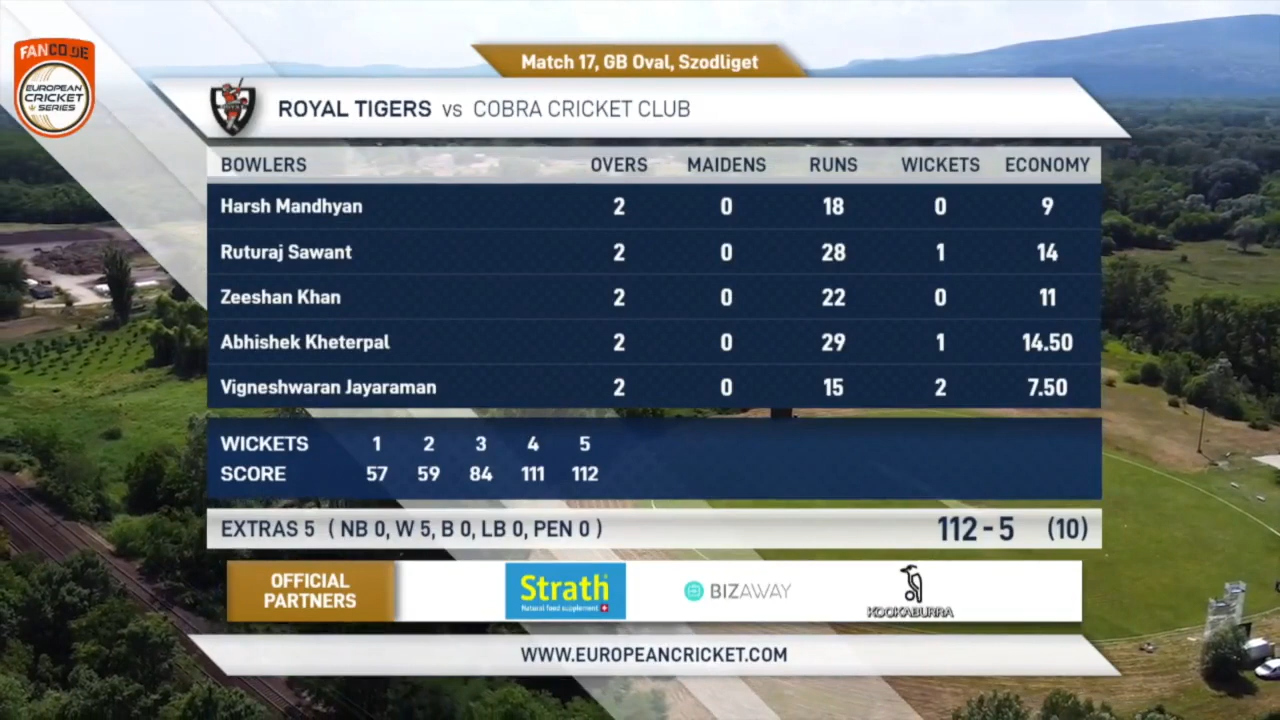 FANCODE
EUROPEAN
CRICKET
SERIES
Match 17, GB Oval, Szodliget
ROYAL TIGERS vs COBRA CRICKET CLUB
BOWLERS OVERS MAIDENS RUNS WICKETS ECONOMY
Harsh Mandhyan 2 0 18 0 9
Ruturaj Sawant 2 0 28 1 14
Zeeshan Khan 2 0 22 0 11
Abhishek Kheterpal 2 0 29 1 14.50
Vigneshwaran Jayaraman 2 0 15 2 7.50
WICKETS 1 2 3 4 5
SCORE 57 59 84 111 112
EXTRAS 5 ( NB 0, W 5, B 0, LB 0, PEN 0 ) 112-5 (10)
OFFICIAL
PARTNERS
Strath
Natural food supplement
BIZAWAY
KOOKABURRA
WWW.EUROPEANCRICKET.COM